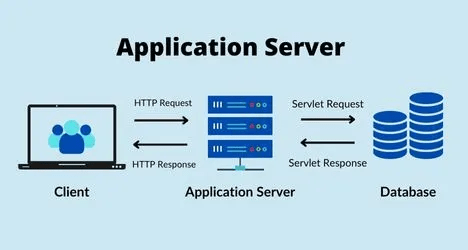 Application Server
HTTP Request
Servlet Request
HTTP Response
Servlet Response
Client
Application Server
Database